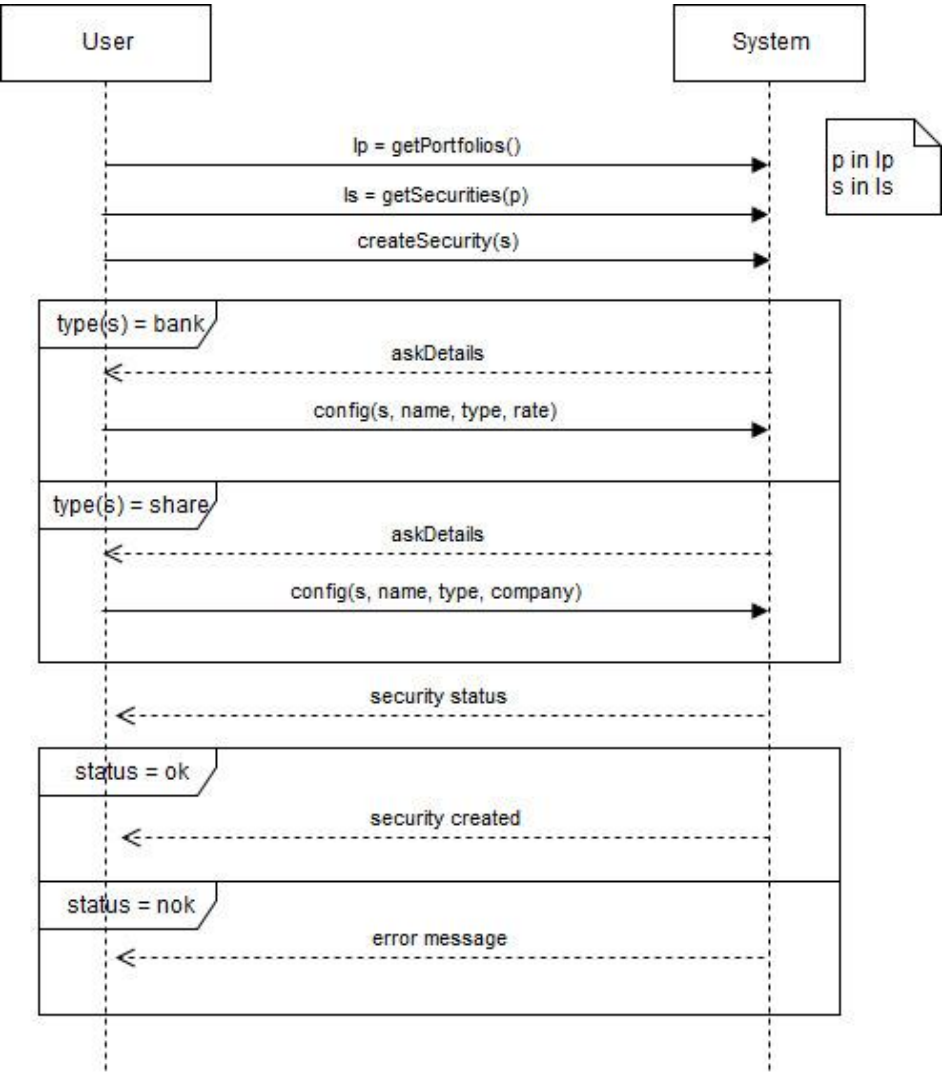 User
System
lp = getPortfolios()
p in lp
s in ls
ls = getSecurities(p)
createSecurity(s)
type(s) = bank
askDetails
config(s, name, type, rate)
type(s) = share
askDetails
config(s, name, type, company)
security status
status = ok
security created
status = nok
error message